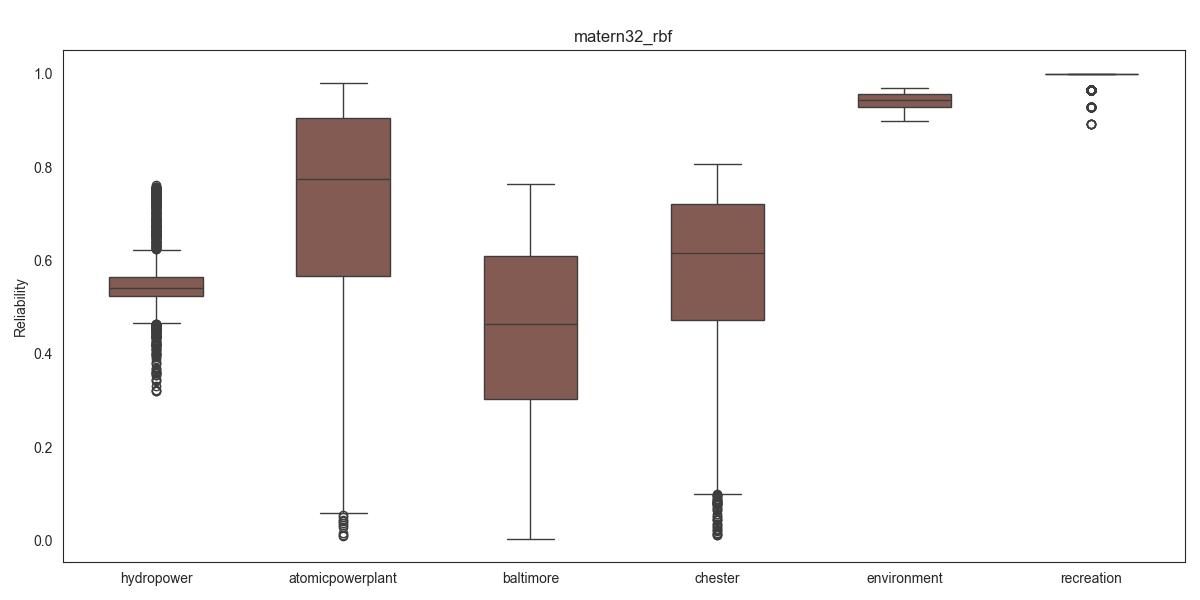 matern32_rbf
Reliability
1.0
0.8
0.6
0.4
0.2
0.0
hydropower
atomicpowerplant
baltimore
chester
environment
recreation